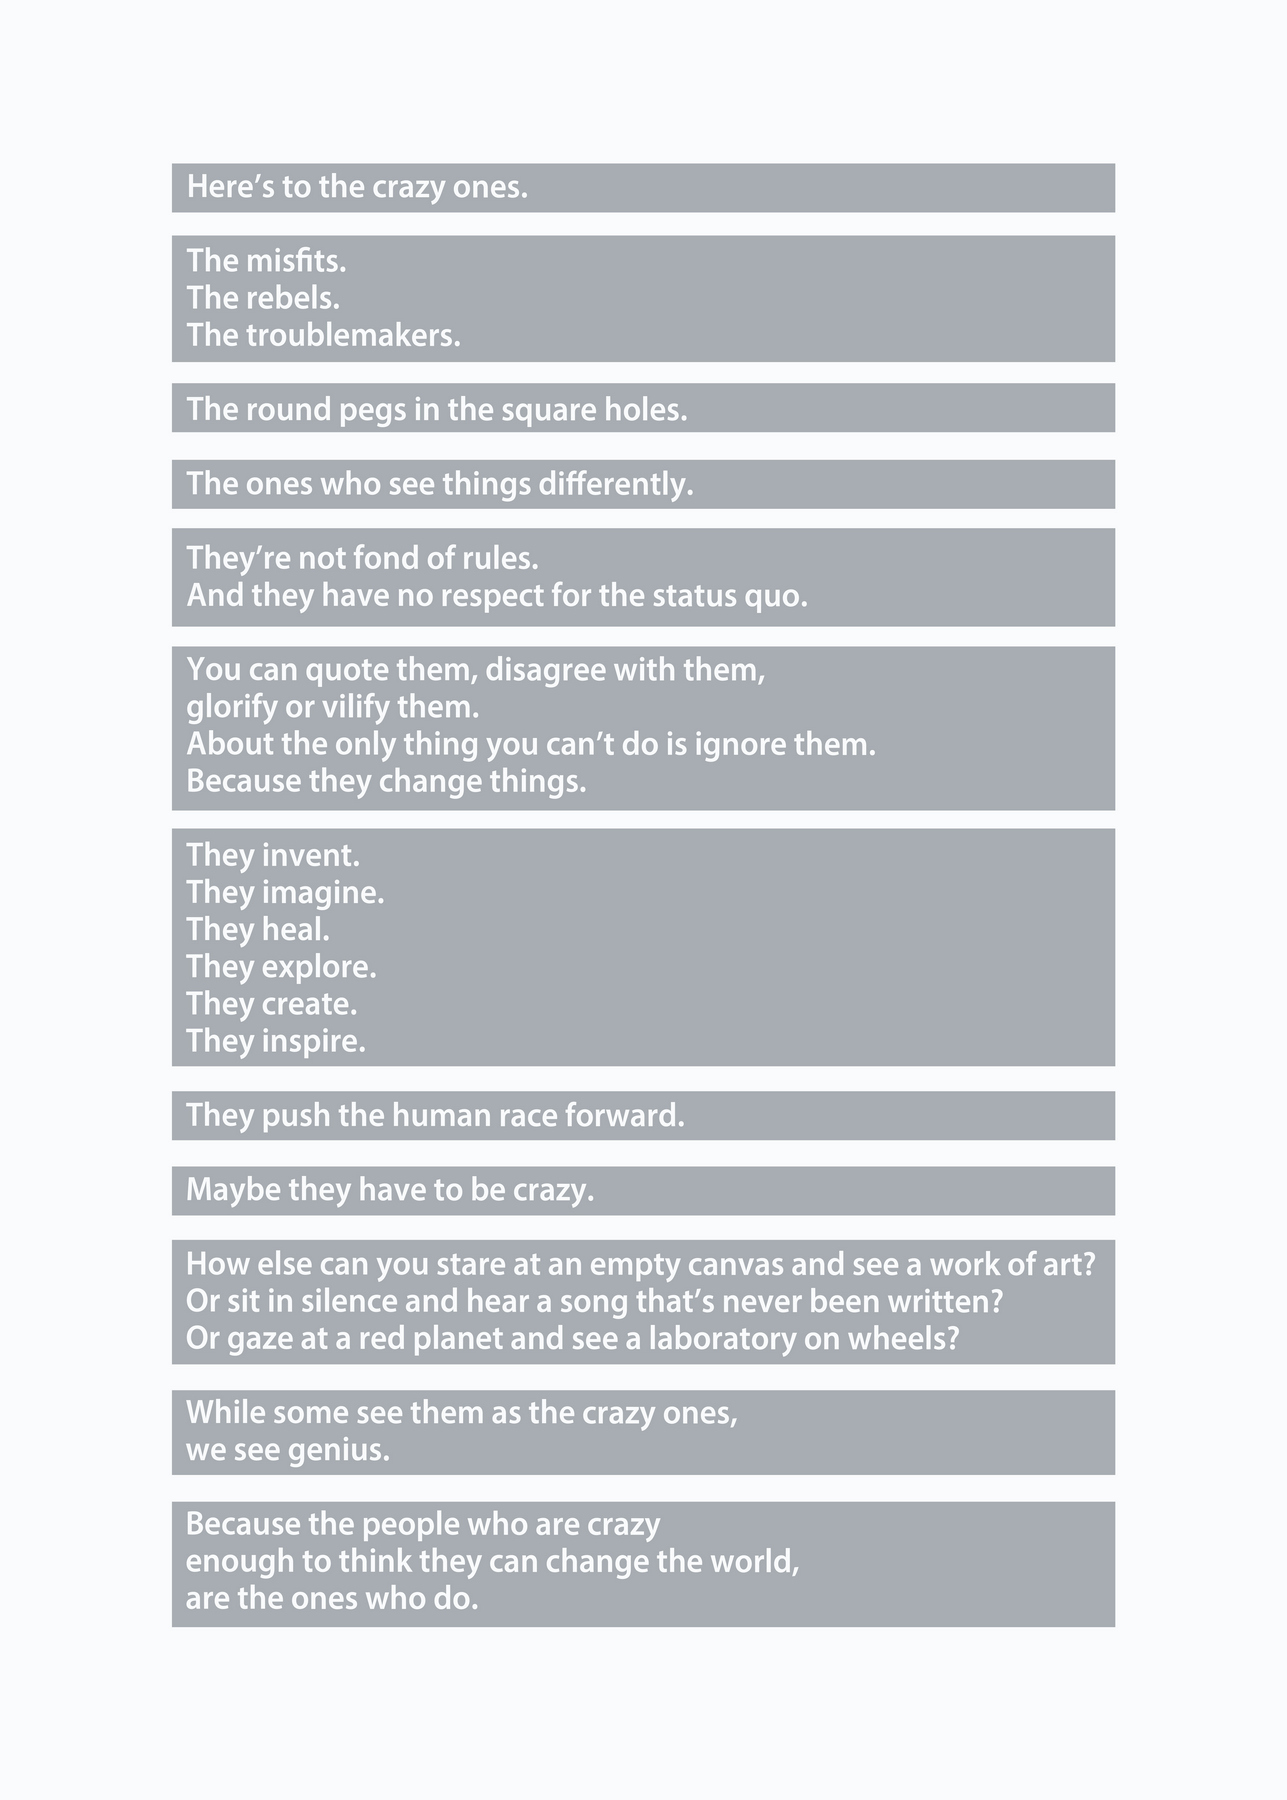 Here’s to the crazy ones.
The misfits.
The rebels.
The troublemakers.
The round pegs in the square holes.
The ones who see things differently.
They’re not fond of rules.
And they have no respect for the status quo.
You can quote them, disagree with them,
glorify or vilify them.
About the only thing you can’t do is ignore them.
Because they change things.
They invent.
They imagine.
They heal.
They explore.
They create.
They inspire.
They push the human race forward.
Maybe they have to be crazy.
How else can you stare at an empty canvas and see a work of art?
Or sit in silence and hear a song that’s never been written?
Or gaze at a red planet and see a laboratory on wheels?
While some see them as the crazy ones,
we see genius.
Because the people who are crazy
enough to think they can change the world,
are the ones who do.